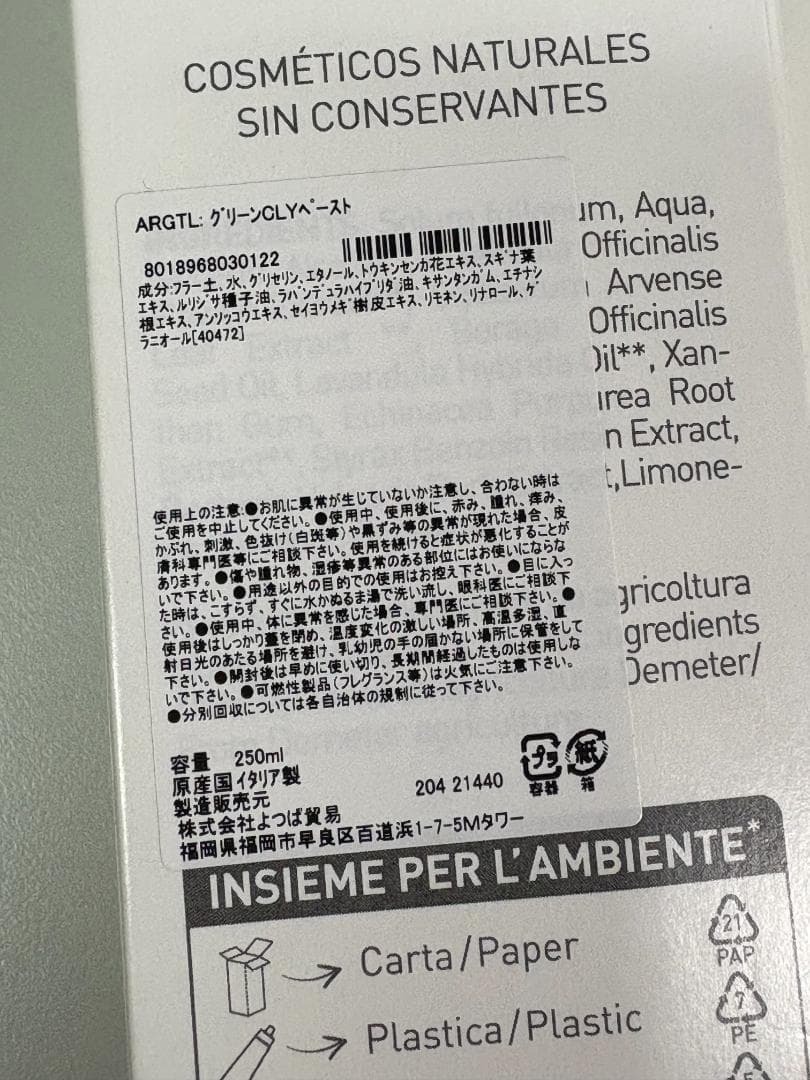 COSMÉTICOS NATURALES
SIN CONSERVANTES
ARGTL: グリーンCLYペースト
8018968030122
成分:フラー土、水、グリセリン、エタノール、トウキンセンカ花エキス、スギナ葉
エキス、ルリジサ種子油、ラバンデュラハイブリダ油、キサンタンガム、エチナシ
根エキス、アンソッコウエキス、セイヨウメギ樹皮エキス、リモネン、リナロール、ゲ
ラニオール[40472]
um, Aqua,
Officinalis
Arvense
Officinalis
Oil**, Xan-
urea Root
n Extract,
t, Limone-
使用上の注意:●お肌に異常が生じていないか注意し、合わない時は
ご使用を中止してください。●使用中、使用後に、赤み、腫れ、痒み、
かぶれ、刺激、色抜け(白斑等)や黒ずみ等の異常が現れた場合、皮
膚科専門医等にご相談下さい。使用を続けると症状が悪化することが
あります。●傷や腫れ物、湿疹等異常のある部位にはお使いにならな
いで下さい。●用途以外の目的での使用はお控え下さい。●目に入っ
た時は、こすらず、すぐに水かぬるま湯で洗い流し、眼科医にご相談下
さい。●使用中、体に異常を感じた場合、専門医にご相談下さい。●
使用後はしっかり蓋を閉め、温度変化の激しい場所、高温多湿、直
射日光のあたる場所を避け、乳幼児の手の届かない場所に保管をして
下さい。●開封後は早めに使い切り、長期間経過したものは使用しな
いで下さい。●可燃性製品(フレグランス等)は火気にご注意下さい。
●分別回収については各自治体の規制に従って下さい。
gricoltura
ngredients
Demeter/
容量 250ml
原産国 イタリア製
製造販売元
204 21440
プラ
容器
紙
箱
株式会社よつば貿易
福岡県福岡市早良区百道浜1-7-5Mタワー
INSIEME PER L'AMBIENTE*
Carta/Paper
21
PAP
Plastica/Plastic
7
PE
5